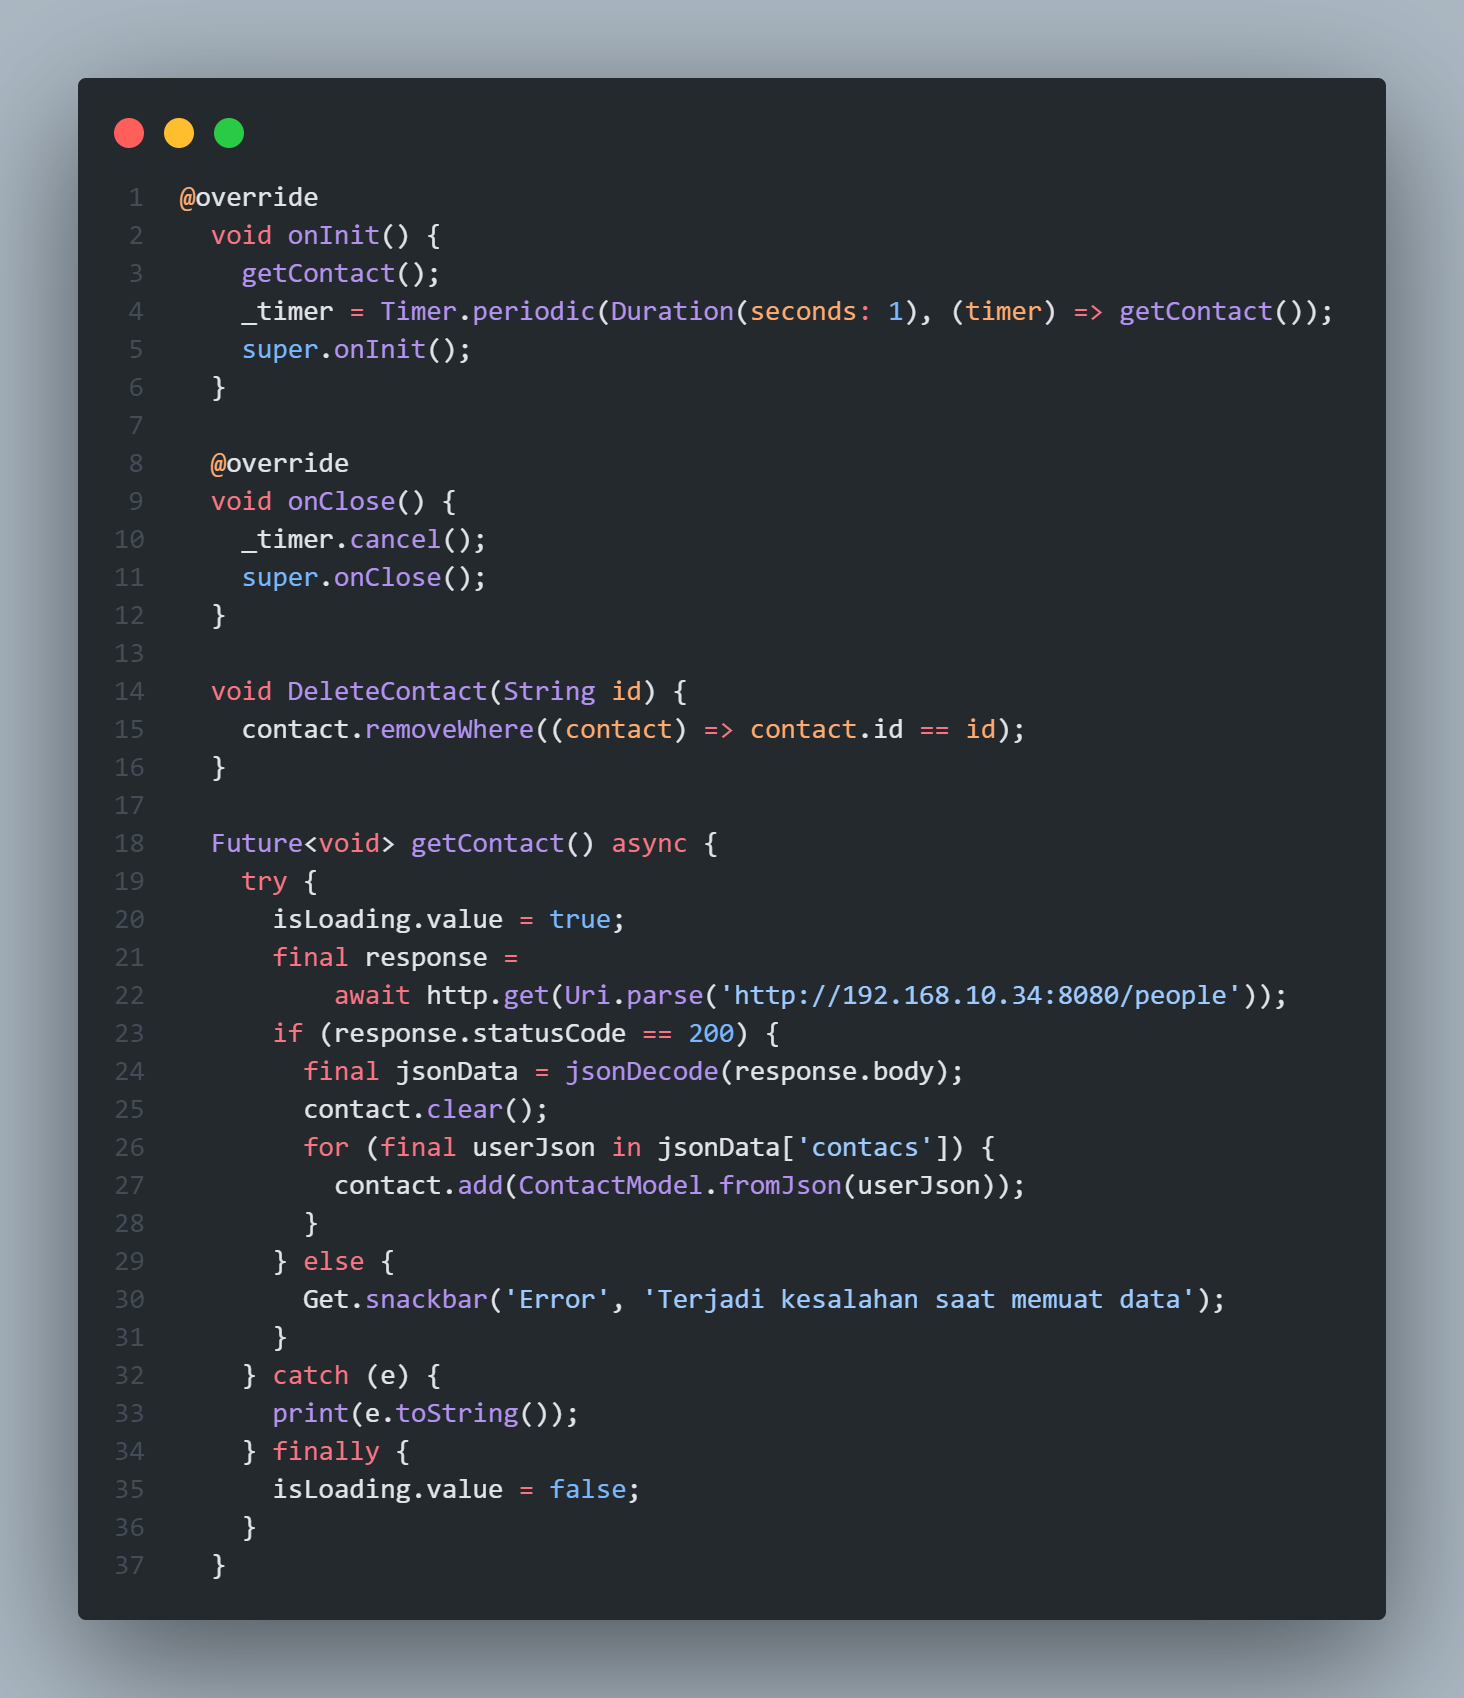 1 @override
2   void onInit() {
3     getContact();
4     _timer = Timer.periodic(Duration(seconds: 1), (timer) => getContact());
5     super.onInit();
6   }
7
8   @override
9   void onClose() {
10     _timer.cancel();
11     super.onClose();
12   }
13
14   void DeleteContact(String id) {
15     contact.removeWhere((contact) => contact.id == id);
16   }
17
18   Future<void> getContact() async {
19     try {
20       isLoading.value = true;
21       final response =
22           await http.get(Uri.parse('http://192.168.10.34:8080/people'));
23       if (response.statusCode == 200) {
24         final jsonData = jsonDecode(response.body);
25         contact.clear();
26         for (final userJson in jsonData['contacs']) {
27           contact.add(ContactModel.fromJson(userJson));
28         }
29       } else {
30         Get.snackbar('Error', 'Terjadi kesalahan saat memuat data');
31       }
32     } catch (e) {
33       print(e.toString());
34     } finally {
35       isLoading.value = false;
36     }
37   }